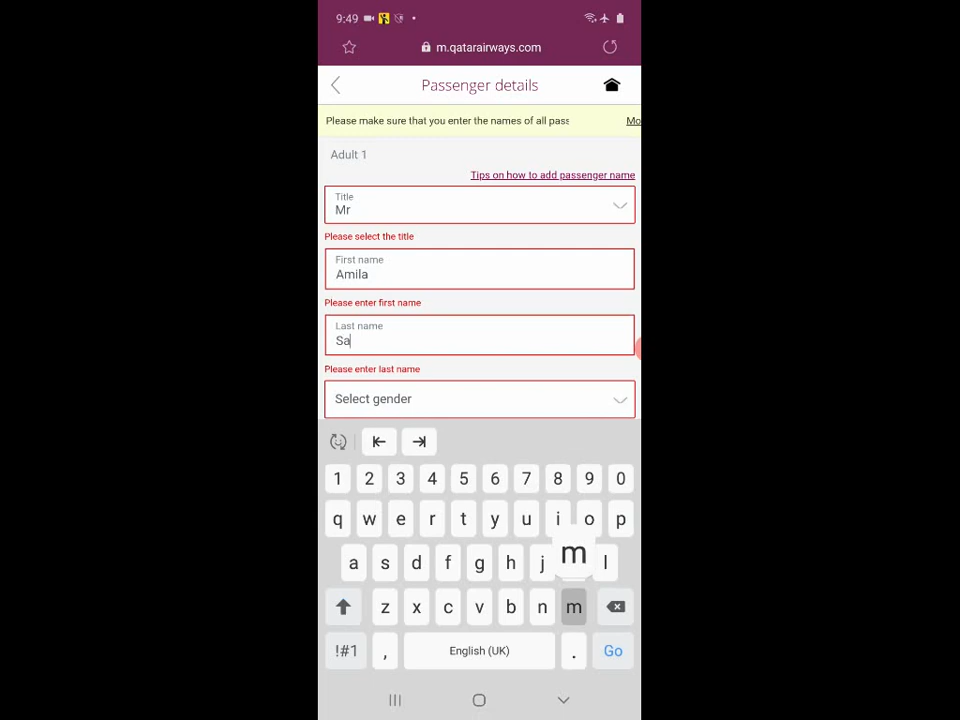 9:49
m.qatarairways.com
Passenger details
Please make sure that you enter the names of all pass
Mo
Adult 1
Tips on how to add passenger name
Title
Mr
Please select the title
First name
Amila
Please enter first name
Last name
Sa
Please enter last name
Select gender
1 2 3 4 5 6 7 8 9 0
q w e r t y u i o p
a s d f g h j m l
z x c v b n m
!#1 , English (UK) . Go